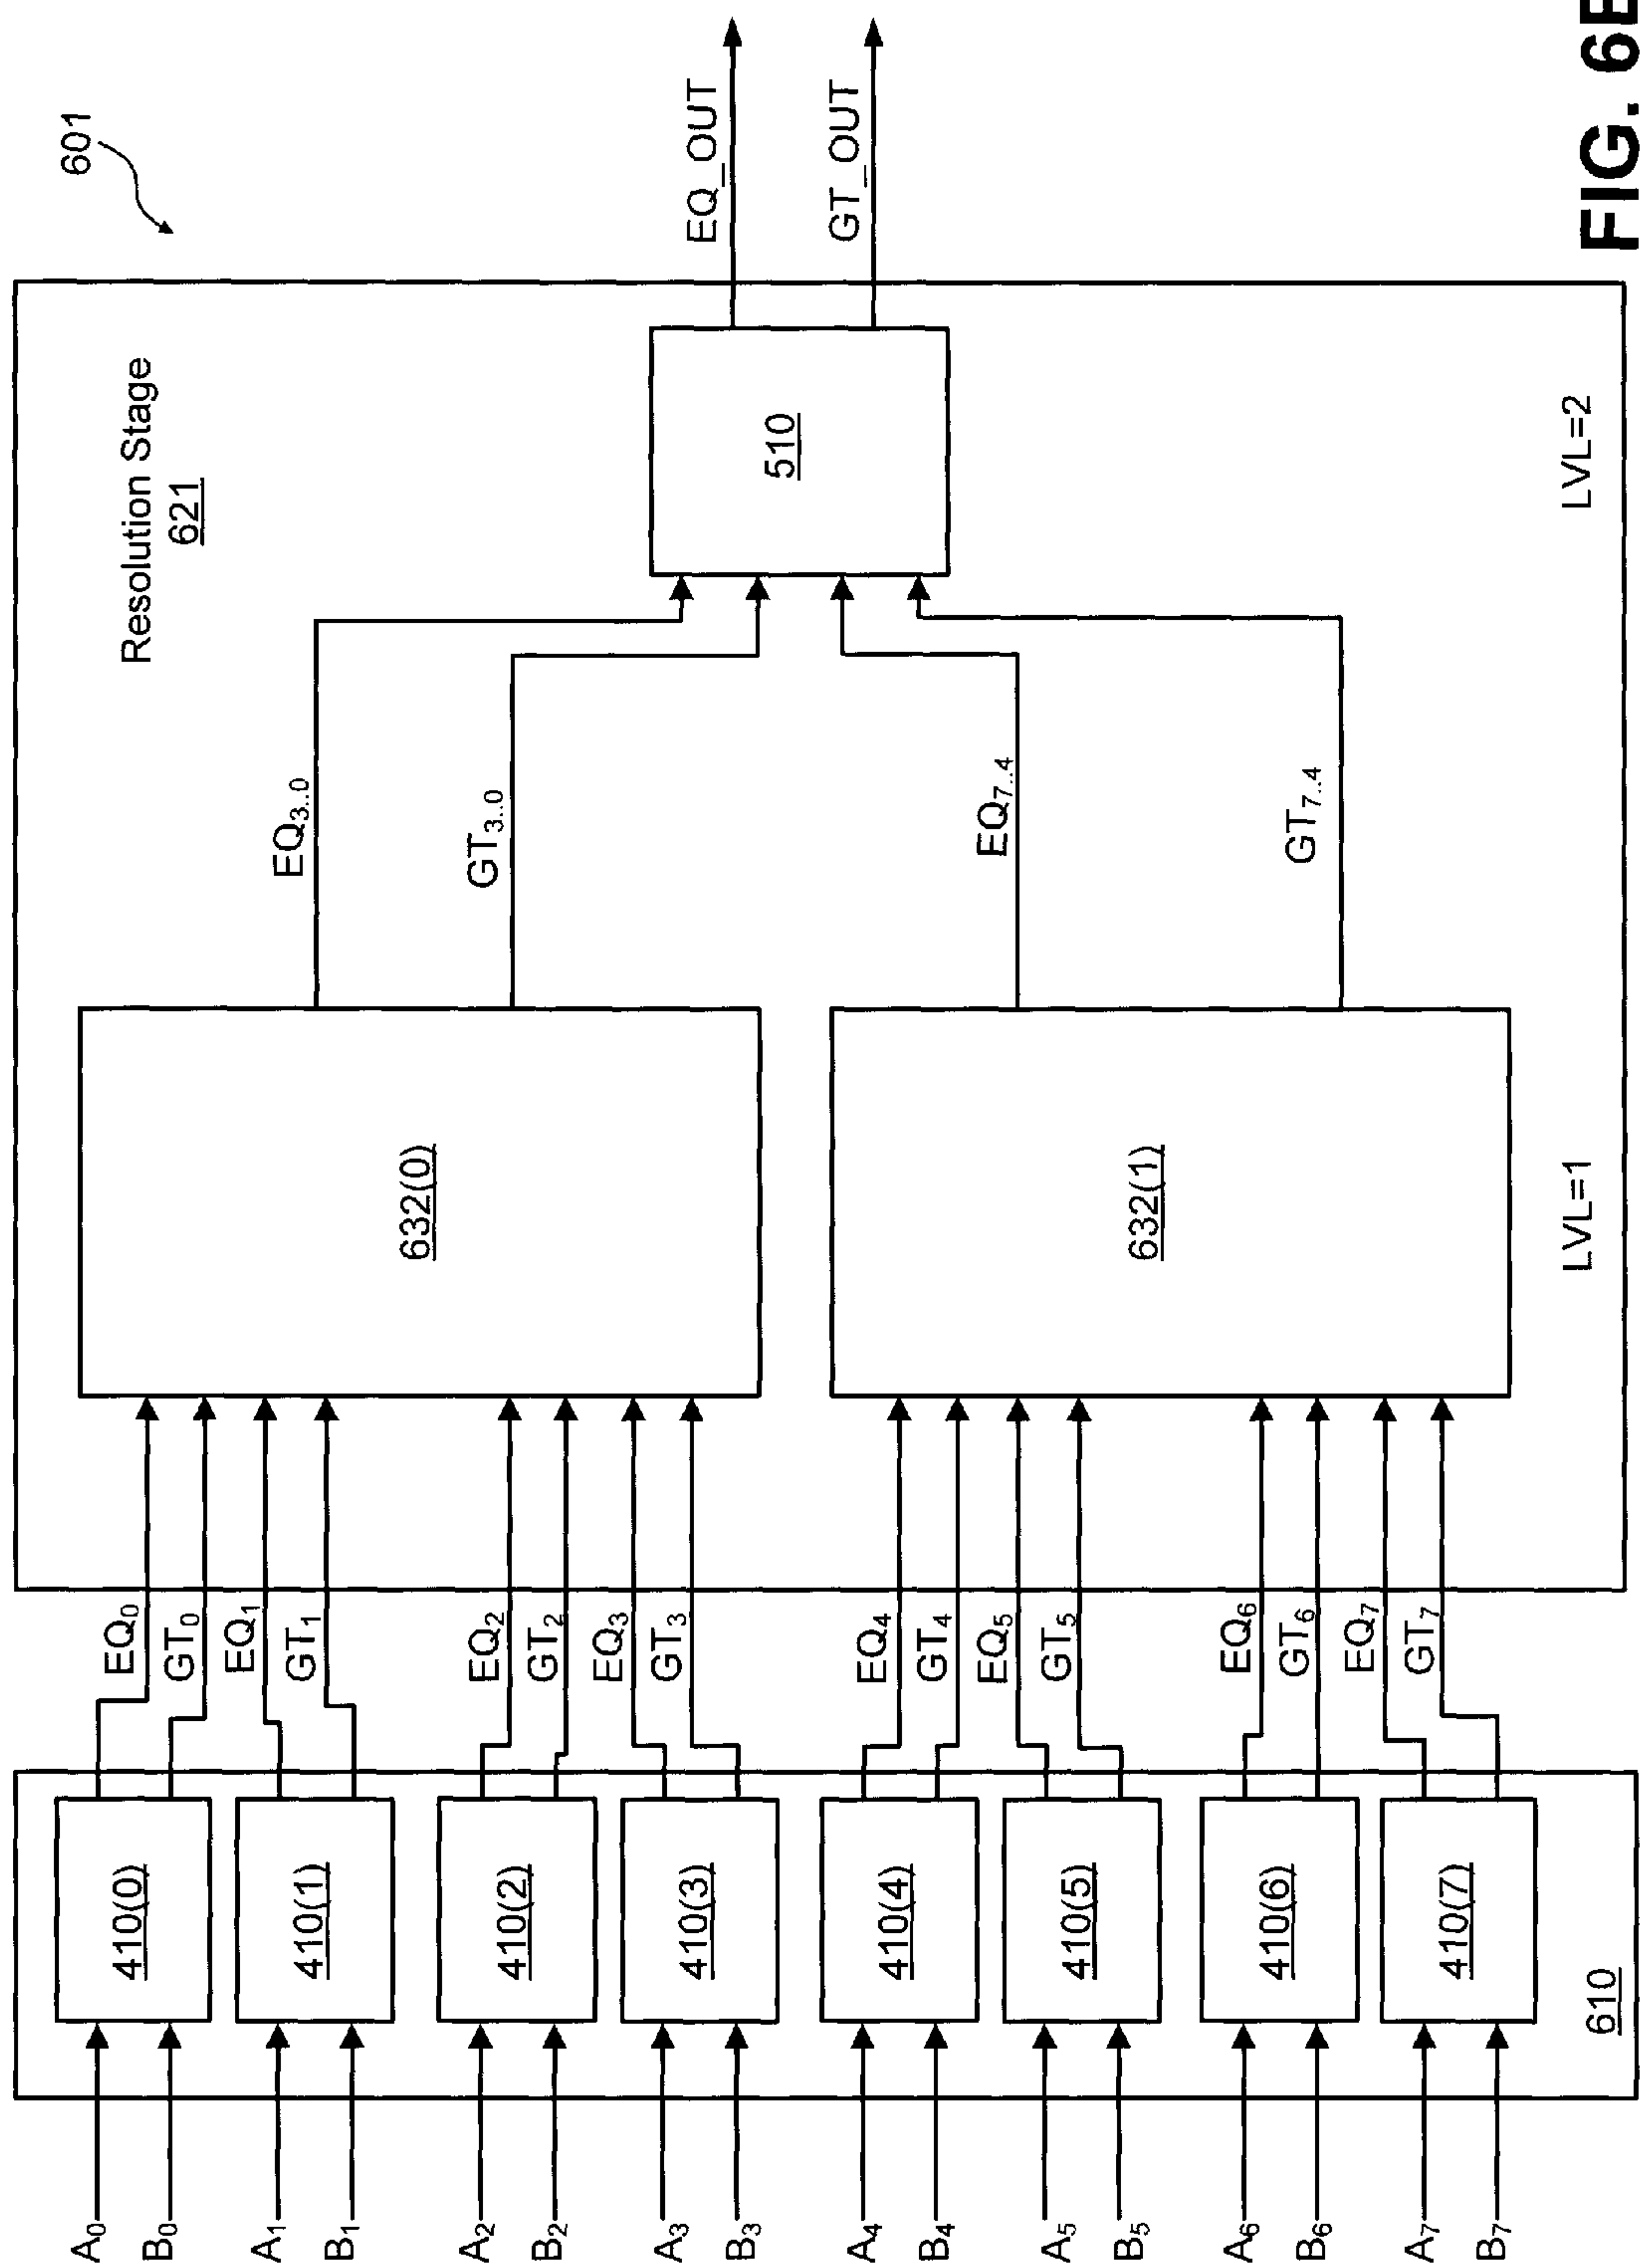 601
Resolution Stage
621
A0
B0
A1
B1
A2
B2
A3
B3
A4
B4
A5
B5
A6
B6
A7
B7
410(0)
410(1)
410(2)
410(3)
410(4)
410(5)
410(6)
410(7)
610
EQ0
GT0
EQ1
GT1
EQ2
GT2
EQ3
GT3
EQ4
GT4
EQ5
GT5
EQ6
GT6
EQ7
GT7
632(0)
632(1)
LVL=1
EQ3..0
GT3..0
EQ7..4
GT7..4
510
LVL=2
EQ_OUT
GT_OUT
FIG. 6B